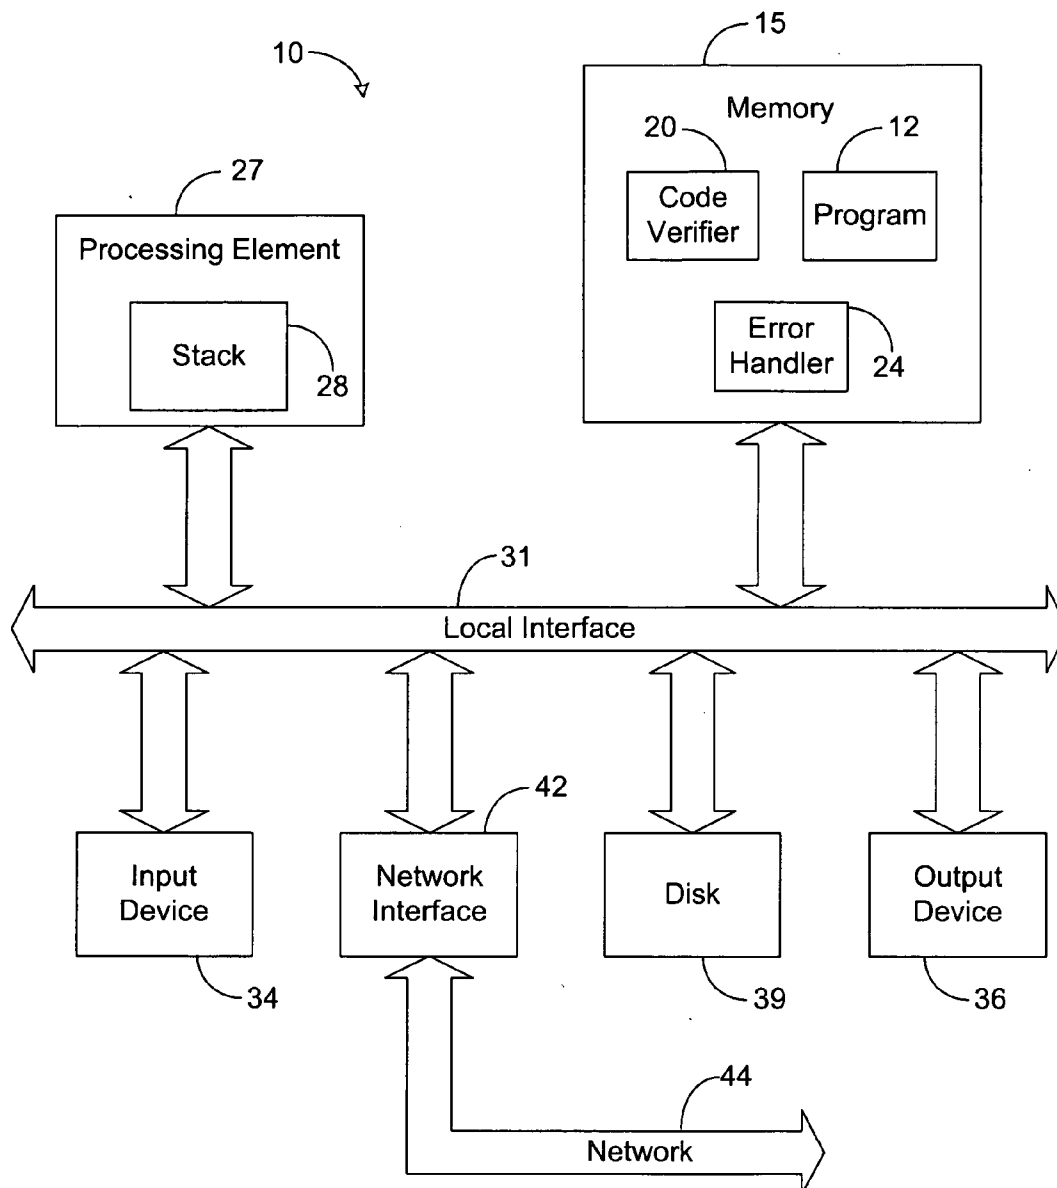 10
15
Memory
20
12
Code
Verifier
Program
Error
Handler
24
27
Processing Element
Stack
28
31
Local Interface
42
Input
Device
34
Network
Interface
Disk
39
Output
Device
36
44
Network